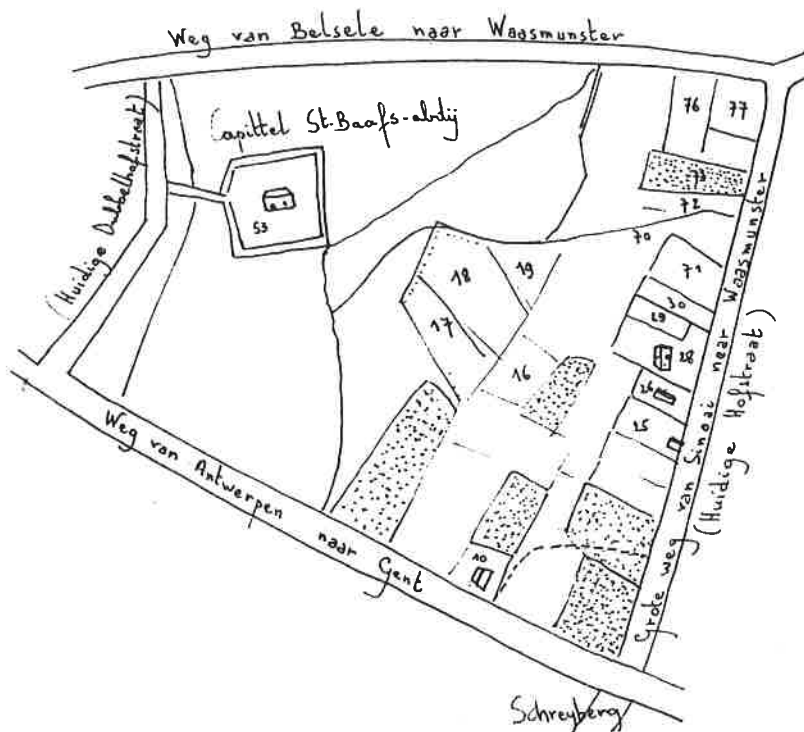 Weg van Belsele naar Waasmunster
Capittel St.Baafs-abdij
(Huidige Dubbelhofstraat)
53
76
77
73
72
70
71
19
18
17
16
30
29
28
26
25
10
Weg van Antwerpen naar Gent
Grote weg van Sinaai naar Waasmunster
(Huidige Hofstraat)
Schreyberg